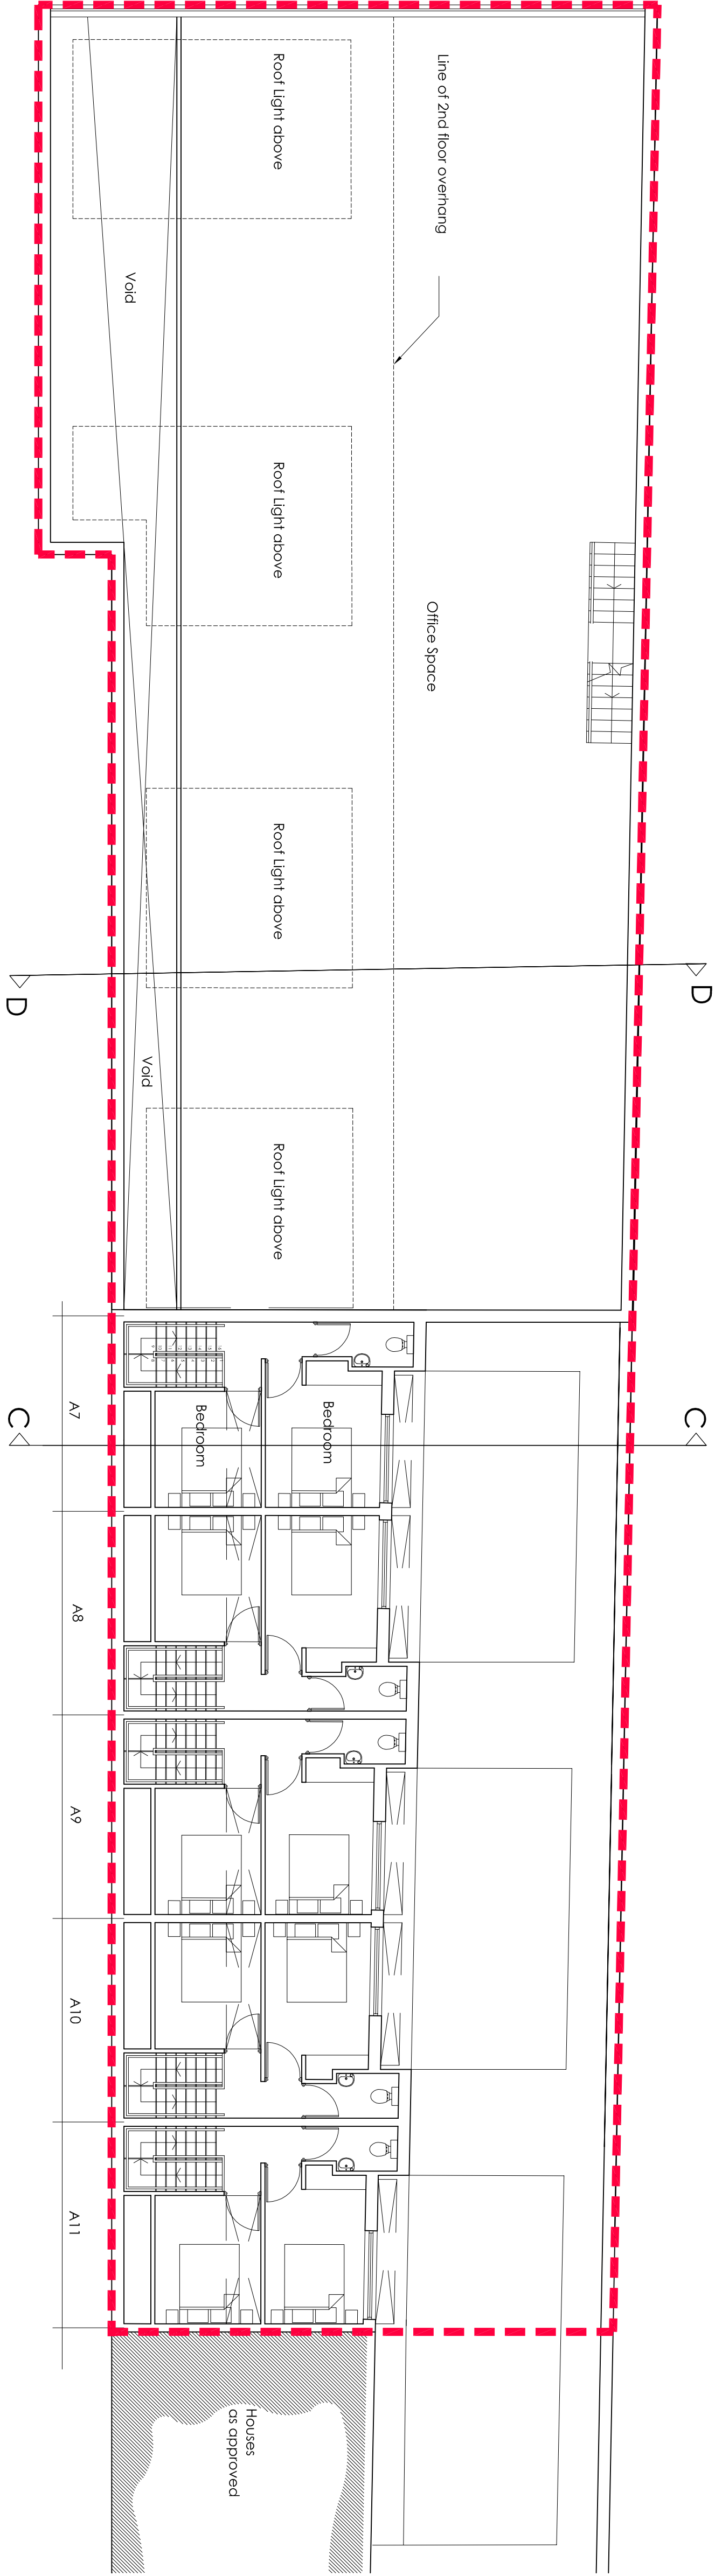 Line of 2nd floor overhang
Roof Light above
Void
Roof Light above
Office Space
Roof Light above
D
D
Void
Roof Light above
A7
Bedroom
Bedroom
C
C
A8
A9
A10
A11
Houses
as approved